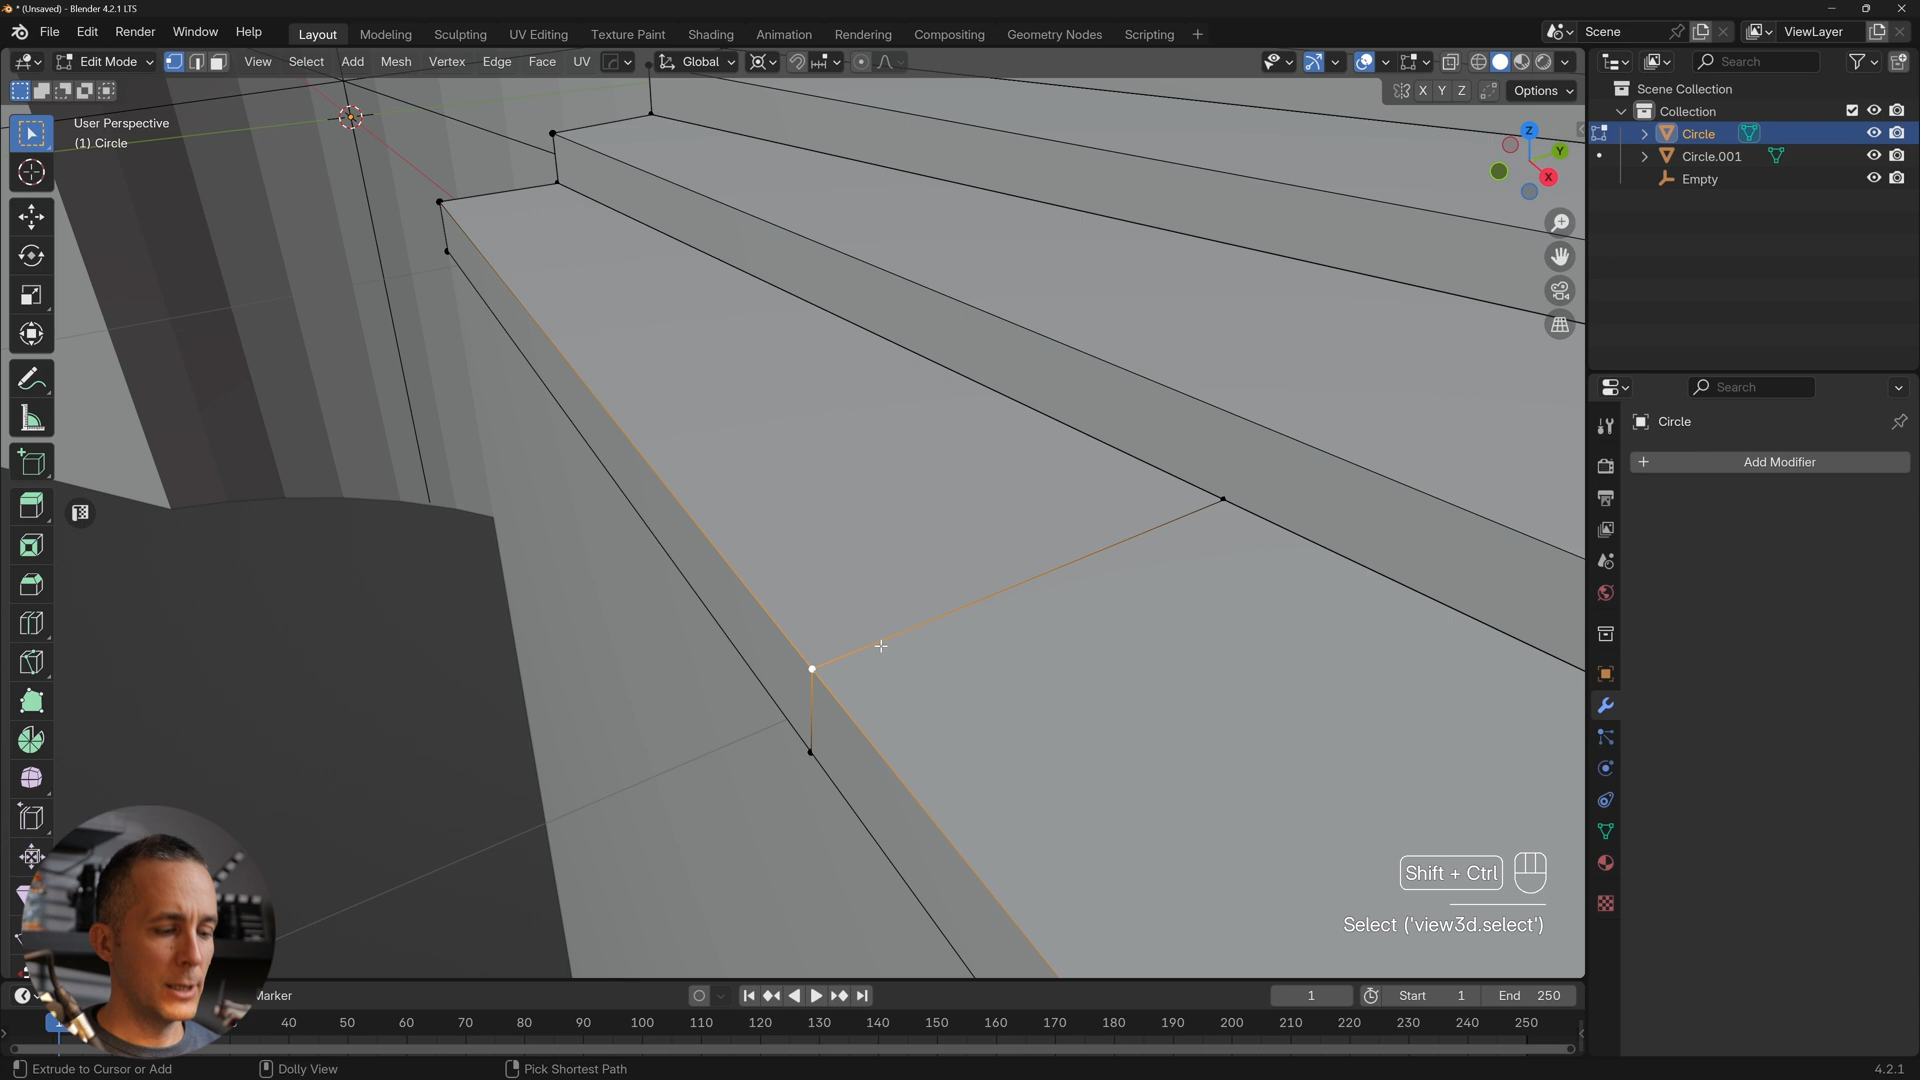 * (Unsaved) - Blender 4.2.1 LTS
File Edit Render Window Help
Layout Modeling Sculpting UV Editing Texture Paint Shading Animation Rendering Compositing Geometry Nodes Scripting +
Scene
ViewLayer
Edit Mode
View Select Add Mesh Vertex Edge Face UV
Global
Search
X Y Z
Options
User Perspective
(1) Circle
Z
Y
X
Scene Collection
Collection
Circle
Circle.001
Empty
Search
Circle
+ Add Modifier
Shift + Ctrl
Select ('view3d.select')
Marker
1
Start 1
End 250
1 40 50 60 70 80 90 100 110 120 130 140 150 160 170 180 190 200 210 220 230 240 250
Extrude to Cursor or Add
Dolly View
Pick Shortest Path
4.2.1